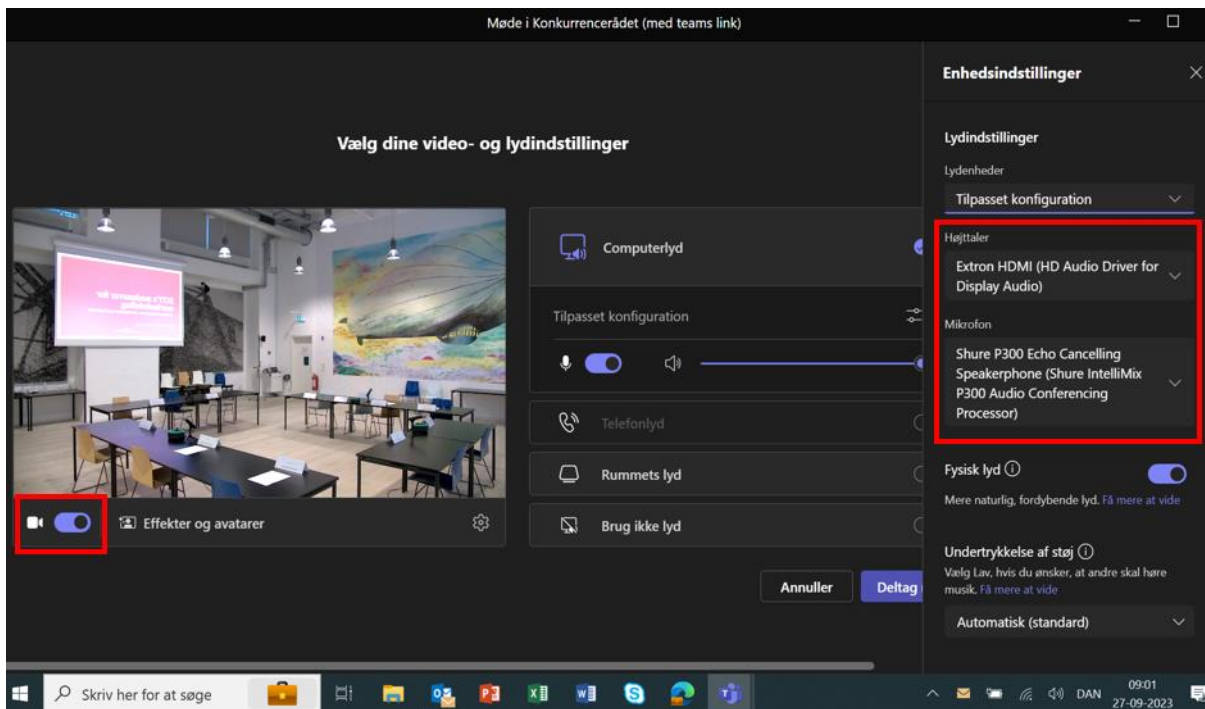 Møde i Konkurrencerådet (med teams link)
Vælg dine video- og lydindstillinger
Effekter og avatarer
Computerlyd
Tilpasset konfiguration
Telefonlyd
Rummets lyd
Brug ikke lyd
Annuller
Deltag
Enhedsindstillinger
Lydindstillinger
Lydenheder
Tilpasset konfiguration
Højttaler
Extron HDMI (HD Audio Driver for
Display Audio)
Mikrofon
Shure P300 Echo Cancelling
Speakerphone (Shure IntelliMix
P300 Audio Conferencing
Processor)
Fysisk lyd
Mere naturlig, fordybende lyd. Få mere at vide
Undertrykkelse af støj
Vælg Lav, hvis du ønsker, at andre skal høre
musik. Få mere at vide
Automatisk (standard)
Skriv her for at søge
DAN
09:01
27-09-2023